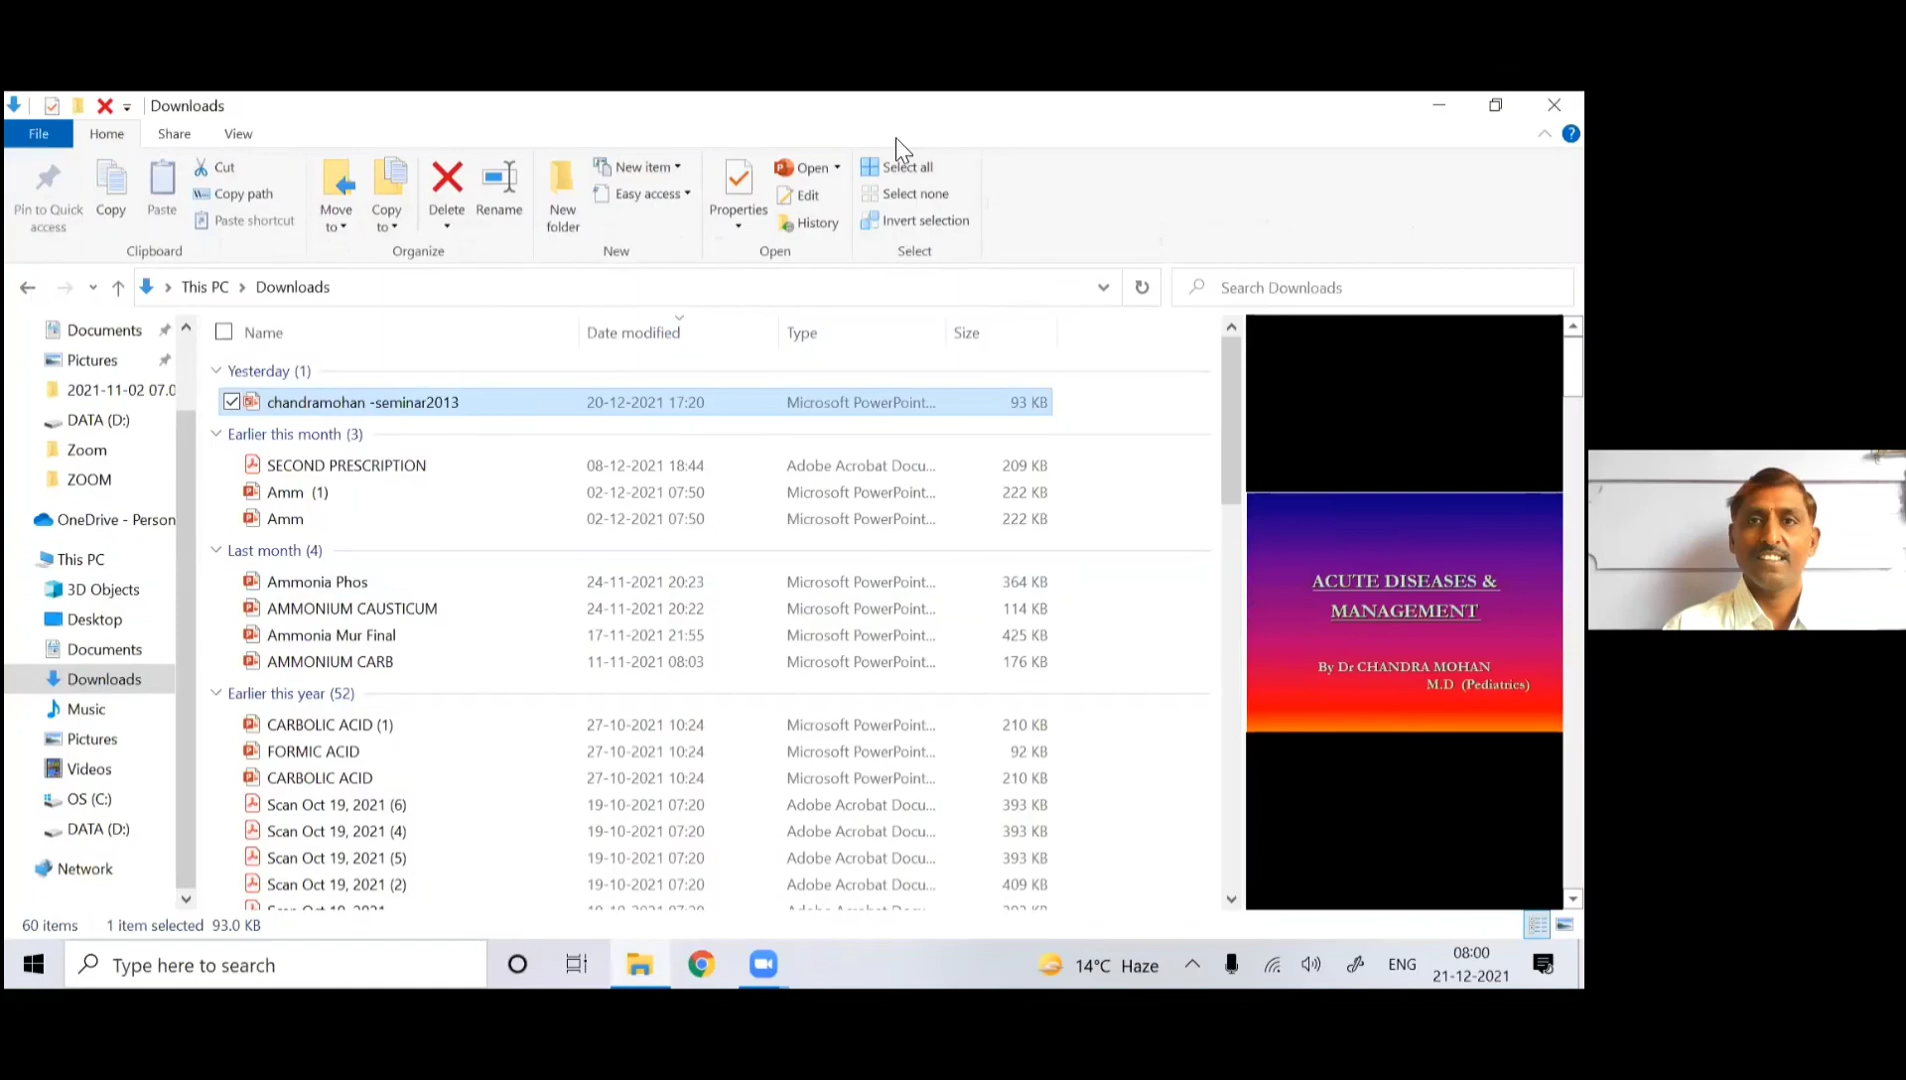 Downloads
File Home Share View
Pin to Quick access
Copy
Paste
Cut
Copy path
Paste shortcut
Clipboard
Move to
Copy to
Delete
Rename
Organize
New folder
New item
Easy access
New
Properties
Open
Edit
History
Open
Select all
Select none
Invert selection
Select
This PC > Downloads
Search Downloads
Documents
Pictures
2021-11-02 07.0
DATA (D:)
Zoom
ZOOM
OneDrive - Person
This PC
3D Objects
Desktop
Documents
Downloads
Music
Pictures
Videos
OS (C:)
DATA (D:)
Network
Name Date modified Type Size
Yesterday (1)
chandramohan -seminar2013 20-12-2021 17:20 Microsoft PowerPoint... 93 KB
Earlier this month (3)
SECOND PRESCRIPTION 08-12-2021 18:44 Adobe Acrobat Docu... 209 KB
Amm (1) 02-12-2021 07:50 Microsoft PowerPoint... 222 KB
Amm 02-12-2021 07:50 Microsoft PowerPoint... 222 KB
Last month (4)
Ammonia Phos 24-11-2021 20:23 Microsoft PowerPoint... 364 KB
AMMONIUM CAUSTICUM 24-11-2021 20:22 Microsoft PowerPoint... 114 KB
Ammonia Mur Final 17-11-2021 21:55 Microsoft PowerPoint... 425 KB
AMMONIUM CARB 11-11-2021 08:03 Microsoft PowerPoint... 176 KB
Earlier this year (52)
CARBOLIC ACID (1) 27-10-2021 10:24 Microsoft PowerPoint... 210 KB
FORMIC ACID 27-10-2021 10:24 Microsoft PowerPoint... 92 KB
CARBOLIC ACID 27-10-2021 10:24 Microsoft PowerPoint... 210 KB
Scan Oct 19, 2021 (6) 19-10-2021 07:20 Adobe Acrobat Docu... 393 KB
Scan Oct 19, 2021 (4) 19-10-2021 07:20 Adobe Acrobat Docu... 393 KB
Scan Oct 19, 2021 (5) 19-10-2021 07:20 Adobe Acrobat Docu... 393 KB
Scan Oct 19, 2021 (2) 19-10-2021 07:20 Adobe Acrobat Docu... 409 KB
ACUTE DISEASES &
MANAGEMENT
By Dr CHANDRA MOHAN
M.D (Pediatrics)
60 items 1 item selected 93.0 KB
Type here to search
14°C Haze
ENG
08:00
21-12-2021